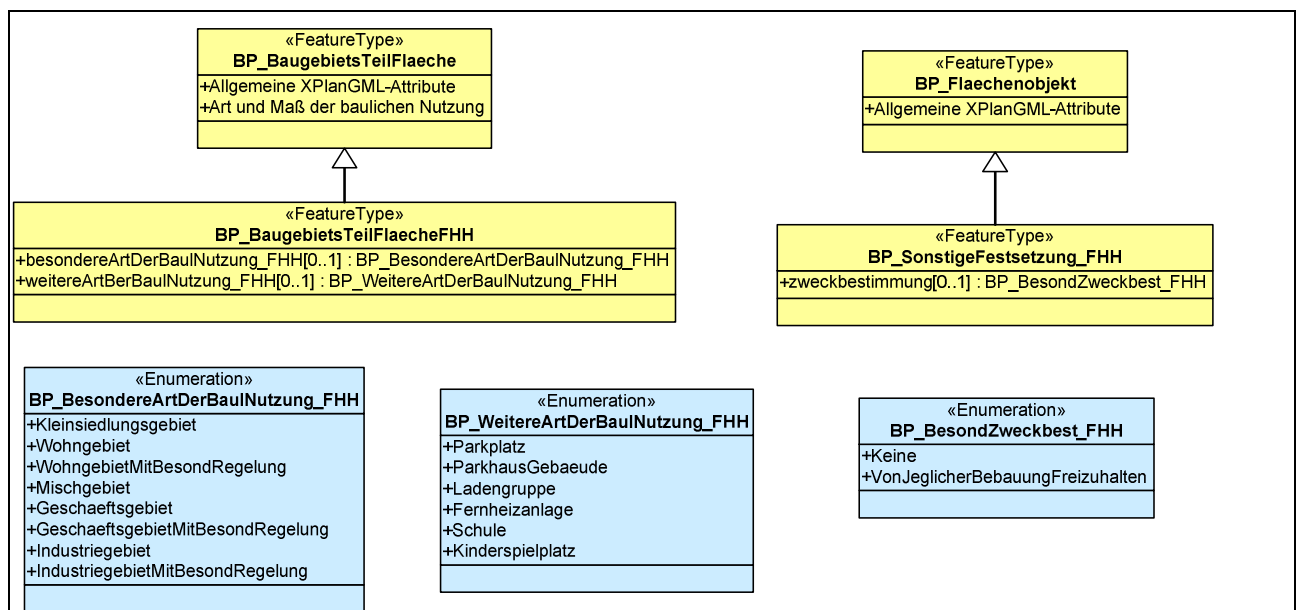 «FeatureType»
BP_BaugebietsTeilFlaeche
+Allgemeine XPlanGML-Attribute
+Art und Maß der baulichen Nutzung
«FeatureType»
BP_Flaechenobjekt
+Allgemeine XPlanGML-Attribute
«FeatureType»
BP_BaugebietsTeilFlaecheFHH
+besondereArtDerBaulNutzung_FHH[0..1] : BP_BesondereArtDerBaulNutzung_FHH
+weitereArtBerBaulNutzung_FHH[0..1] : BP_WeitereArtDerBaulNutzung_FHH
«FeatureType»
BP_SonstigeFestsetzung_FHH
+zweckbestimmung[0..1] : BP_BesondZweckbest_FHH
«Enumeration»
BP_BesondereArtDerBaulNutzung_FHH
+Kleinsiedlungsgebiet
+Wohngebiet
+WohngebietMitBesondRegelung
+Mischgebiet
+Geschaeftsgebiet
+GeschaeftsgebietMitBesondRegelung
+Industriegebiet
+IndustriegebietMitBesondRegelung
«Enumeration»
BP_WeitereArtDerBaulNutzung_FHH
+Parkplatz
+ParkhausGebaeude
+Ladengruppe
+Fernheizanlage
+Schule
+Kinderspielplatz
«Enumeration»
BP_BesondZweckbest_FHH
+Keine
+VonJeglicherBebauungFreizuhalten